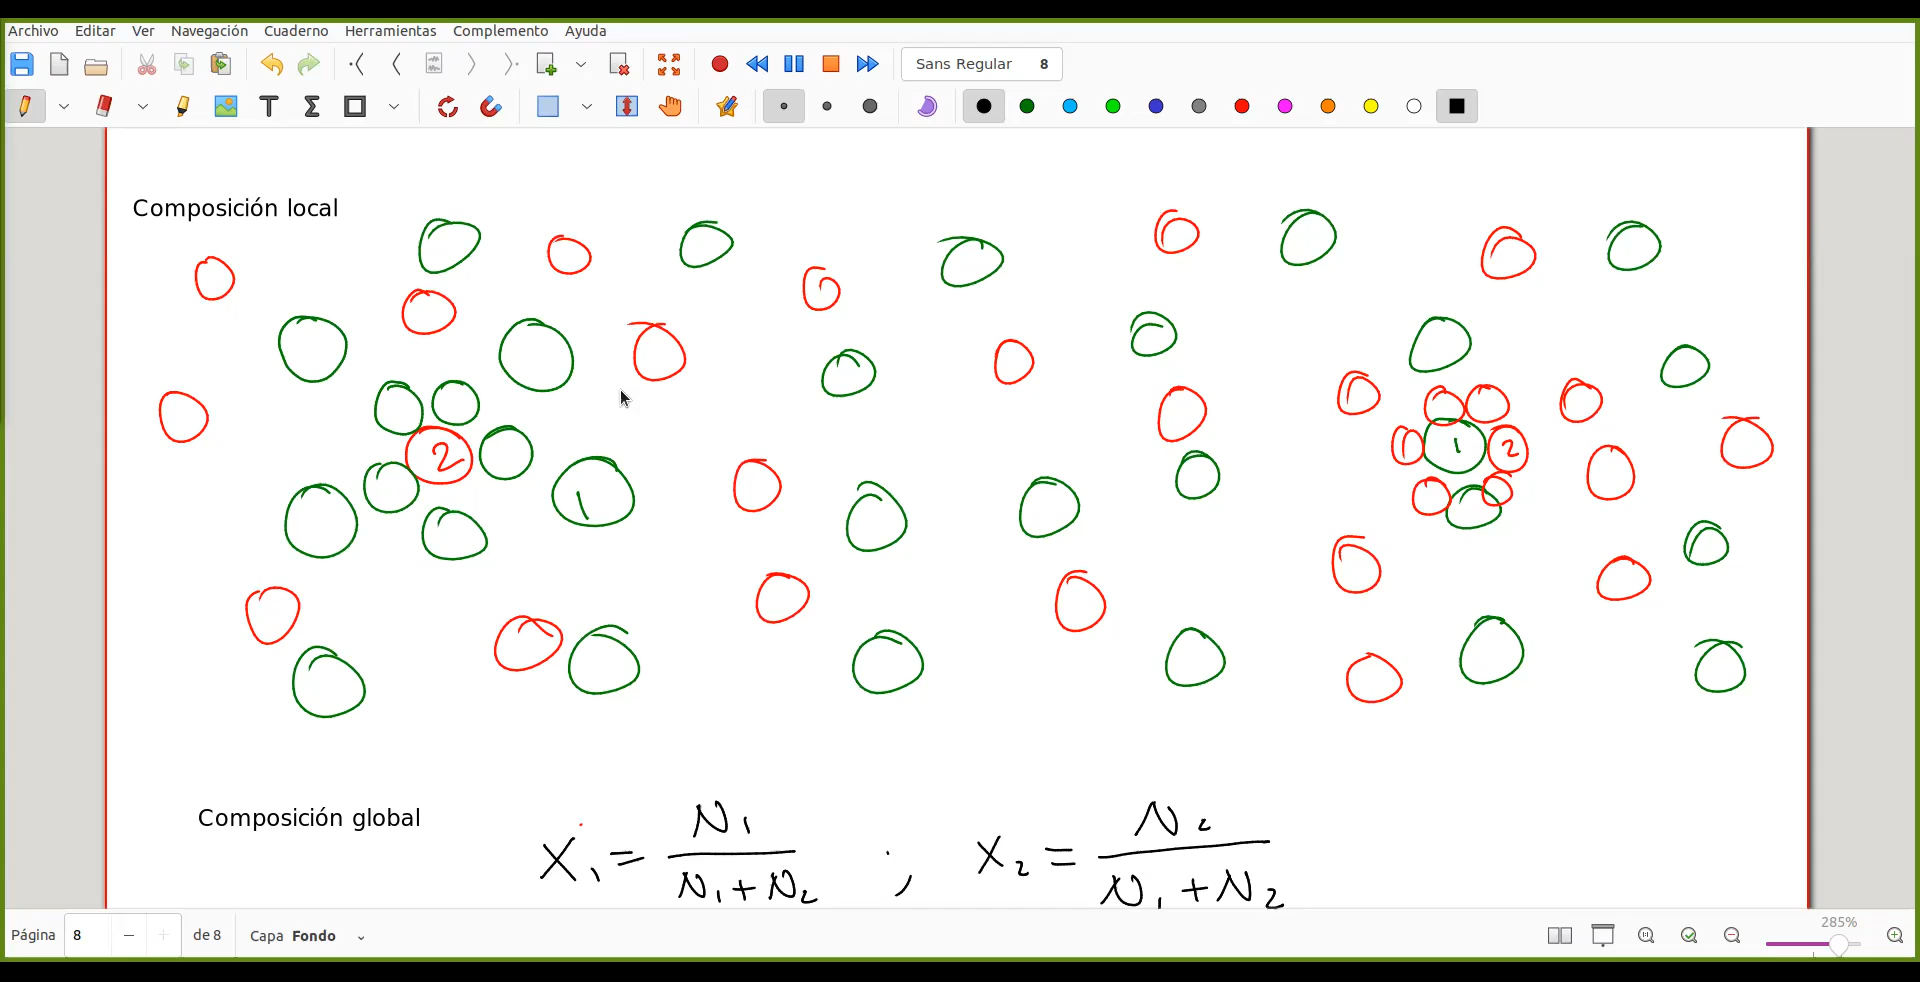 Archivo Editar Ver Navegación Cuaderno Herramientas Complemento Ayuda
Sans Regular 8
Composición local
2
1
1
2
Composición global
X₁ = N₁ / (N₁ + N₂) ; X₂ = N₂ / (N₁ + N₂)
Página 8 de 8 Capa Fondo
285%